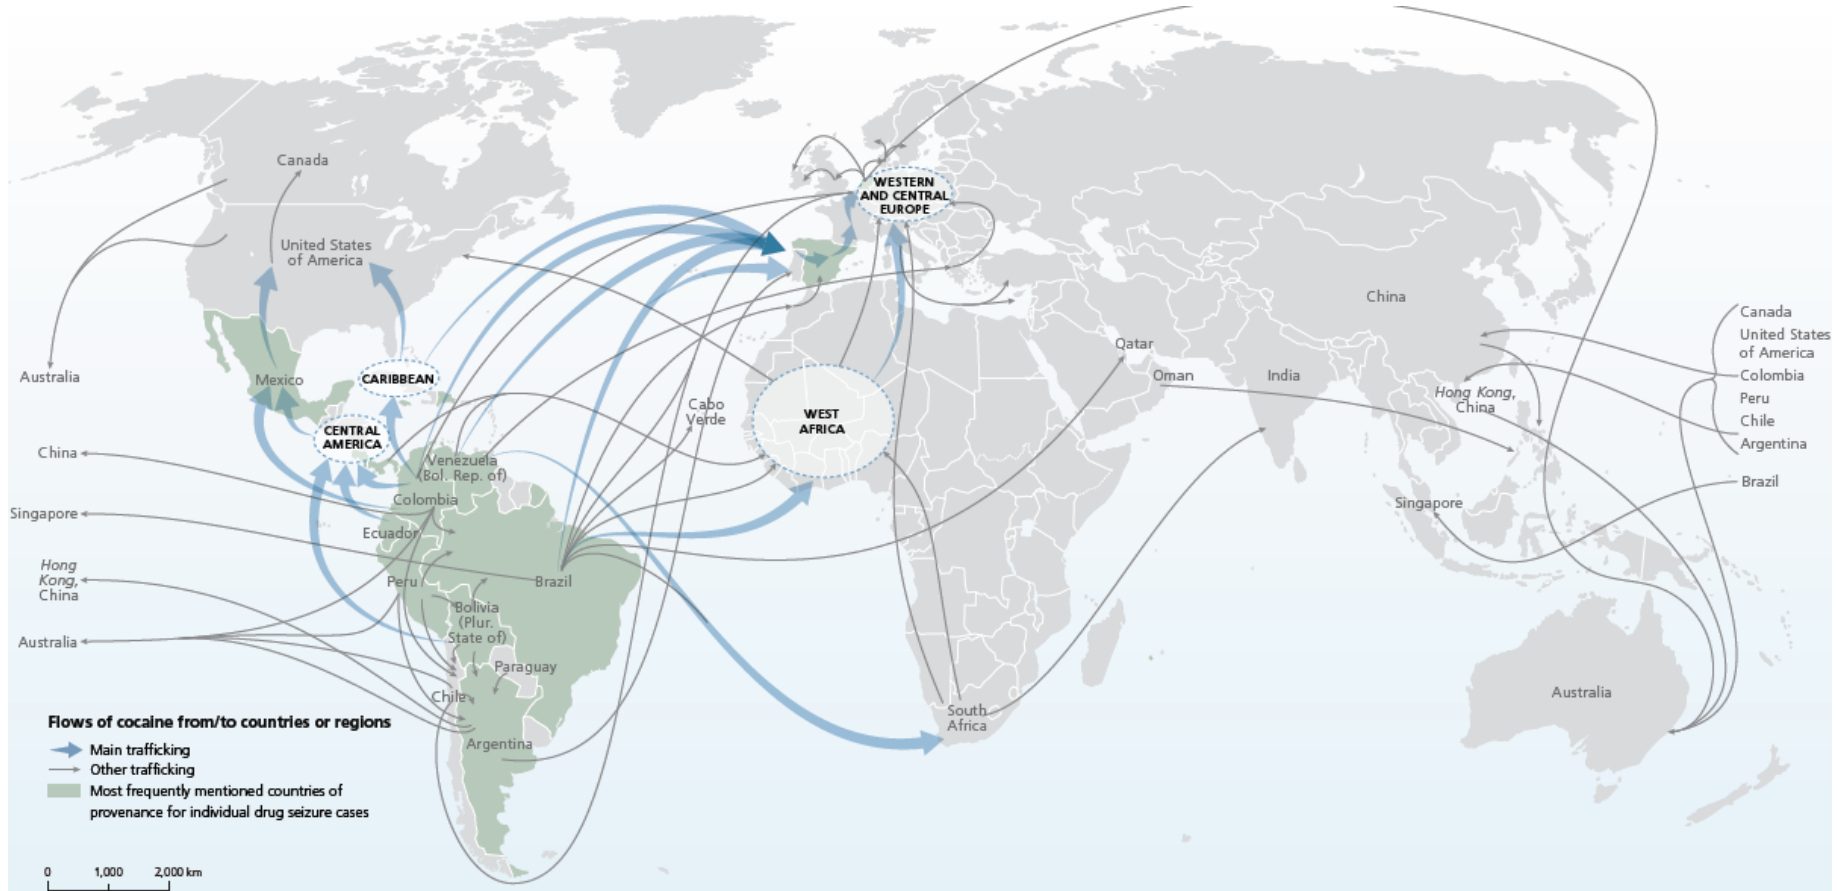 Canada
United States
of America
Australia
Mexico
CARIBBEAN
CENTRAL
AMERICA
China
Singapore
Hong
Kong,
China
Australia
Venezuela
(Bol. Rep. of)
Colombia
Ecuador
Peru
Brazil
Bolivia
(Plur.
State of)
Paraguay
Chile
Argentina
WESTERN
AND CENTRAL
EUROPE
Cabo
Verde
WEST
AFRICA
South
Africa
Qatar
Oman
India
China
Hong Kong,
China
Singapore
Australia
Canada
United States
of America
Colombia
Peru
Chile
Argentina
Brazil
Flows of cocaine from/to countries or regions
Main trafficking
Other trafficking
Most frequently mentioned countries of
provenance for individual drug seizure cases
0 1,000 2,000 km